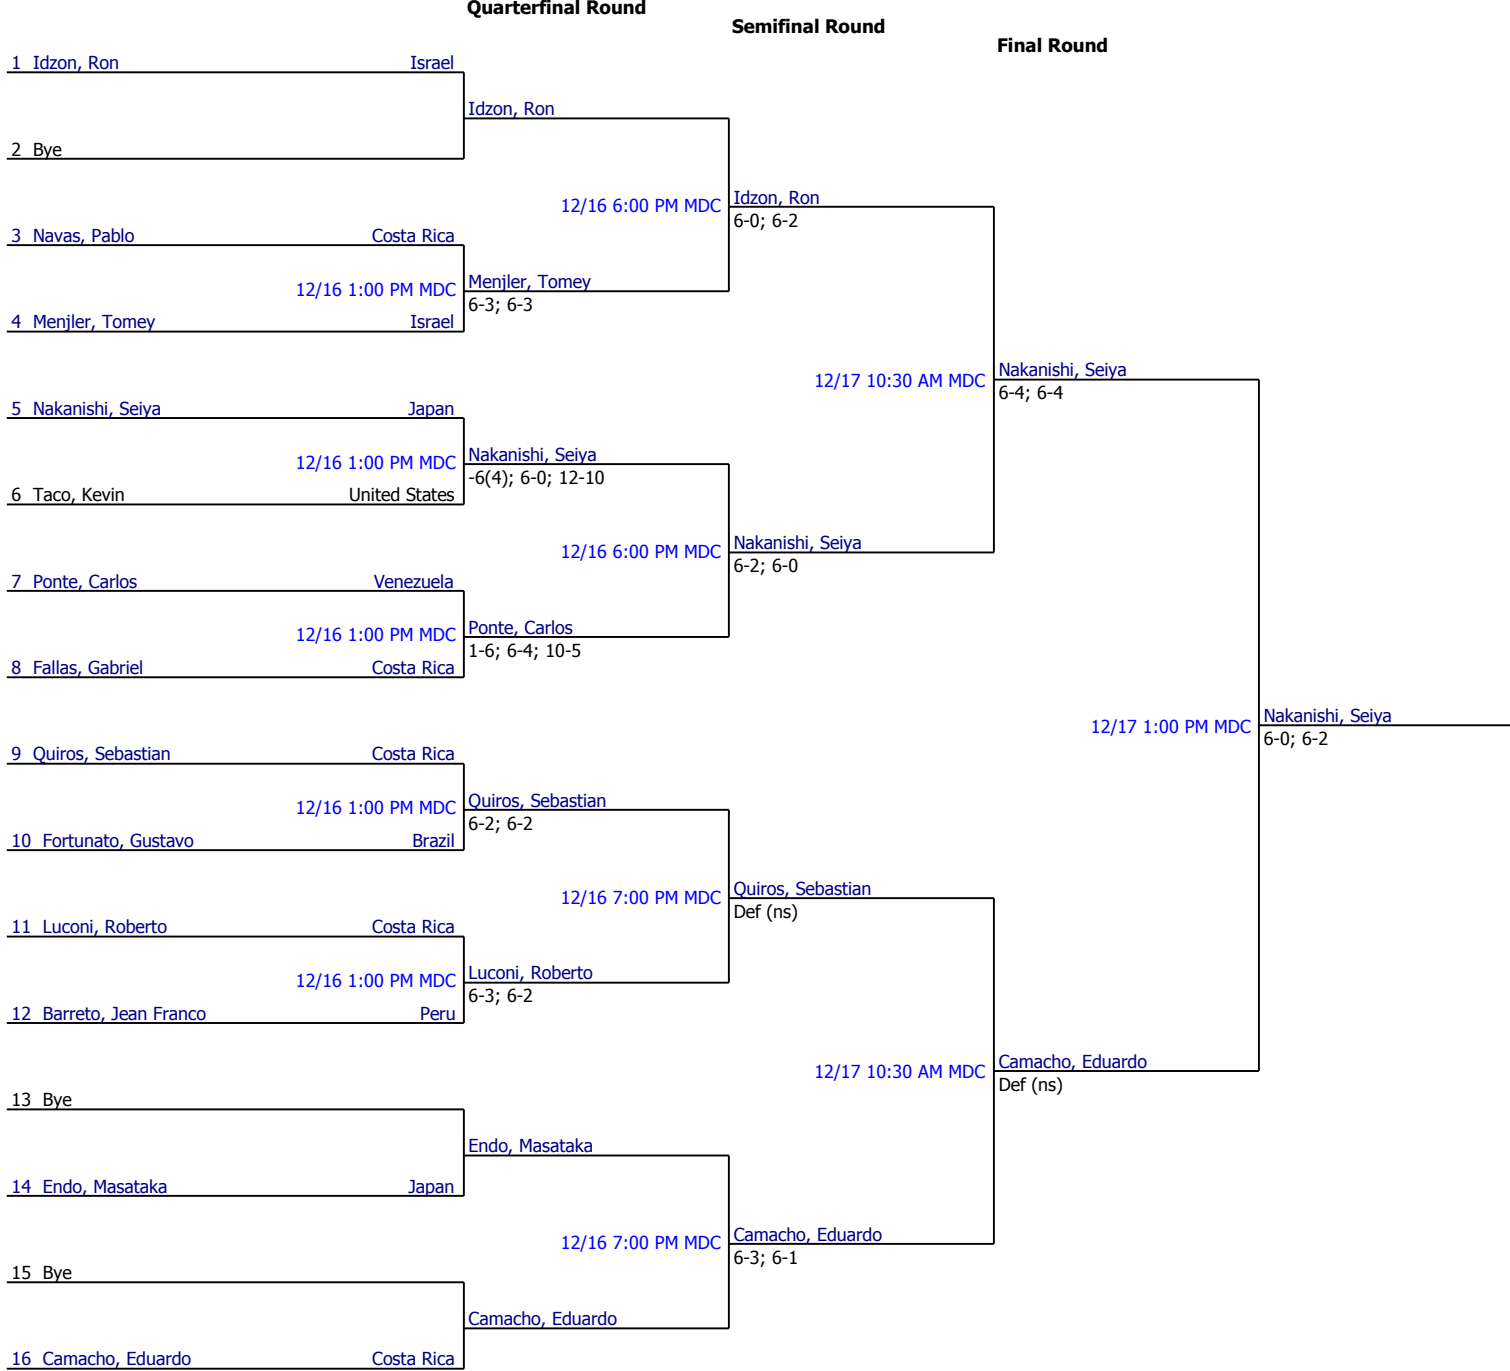 Quarterfinal Round
Semifinal Round
Final Round
1 Idzon, Ron Israel
Idzon, Ron
2 Bye
12/16 6:00 PM MDC Idzon, Ron
6-0; 6-2
3 Navas, Pablo Costa Rica
12/16 1:00 PM MDC Menjler, Tomey
6-3; 6-3
4 Menjler, Tomey Israel
12/17 10:30 AM MDC Nakanishi, Seiya
6-4; 6-4
5 Nakanishi, Seiya Japan
12/16 1:00 PM MDC Nakanishi, Seiya
-6(4); 6-0; 12-10
6 Taco, Kevin United States
12/16 6:00 PM MDC Nakanishi, Seiya
6-2; 6-0
7 Ponte, Carlos Venezuela
12/16 1:00 PM MDC Ponte, Carlos
1-6; 6-4; 10-5
8 Fallas, Gabriel Costa Rica
12/17 1:00 PM MDC Nakanishi, Seiya
6-0; 6-2
9 Quiros, Sebastian Costa Rica
12/16 1:00 PM MDC Quiros, Sebastian
6-2; 6-2
10 Fortunato, Gustavo Brazil
12/16 7:00 PM MDC Quiros, Sebastian
Def (ns)
11 Luconi, Roberto Costa Rica
12/16 1:00 PM MDC Luconi, Roberto
6-3; 6-2
12 Barreto, Jean Franco Peru
12/17 10:30 AM MDC Camacho, Eduardo
Def (ns)
13 Bye
Endo, Masataka
14 Endo, Masataka Japan
12/16 7:00 PM MDC Camacho, Eduardo
6-3; 6-1
15 Bye
Camacho, Eduardo
16 Camacho, Eduardo Costa Rica